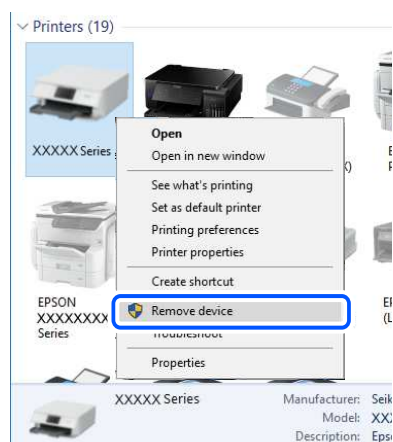 Printers (19)
XXXXX Series
Open
Open in new window
See what's printing
Set as default printer
Printing preferences
Printer properties
Create shortcut
Remove device
Troubleshoot
Properties
EPSON
XXXXXXXX
Series
XXXXX Series
Manufacturer:
Model:
Description: